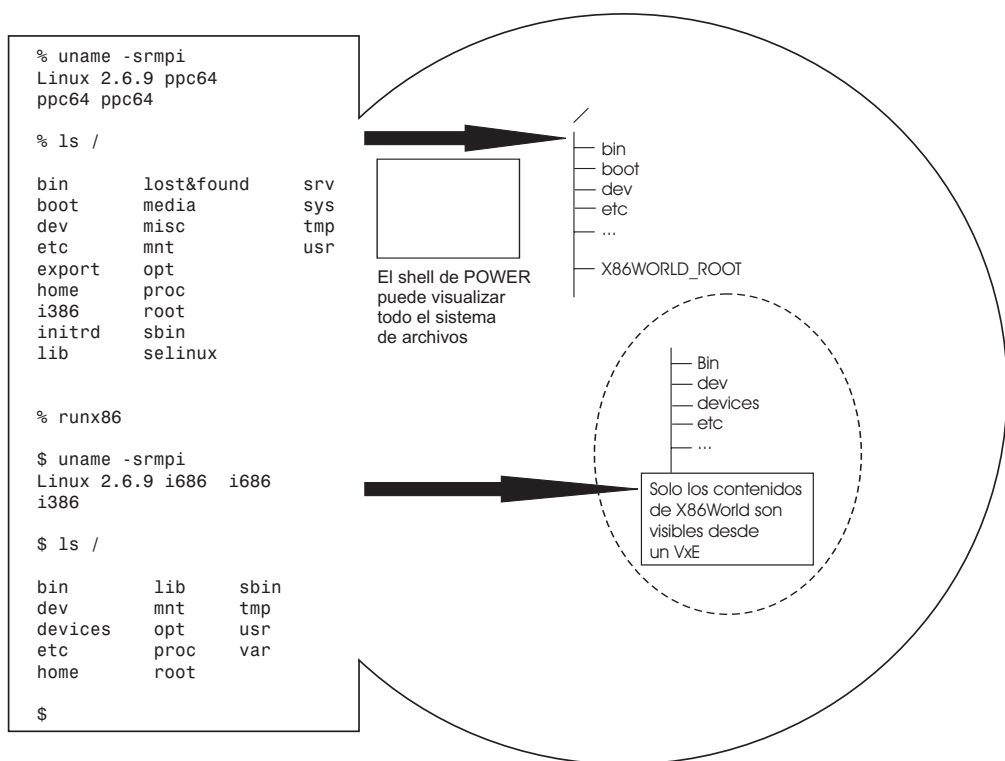 % uname -srmpi
Linux 2.6.9 ppc64
ppc64 ppc64
% ls /
bin lost&found srv
boot media sys
dev misc tmp
etc mnt usr
export opt
home proc
i386 root
initrd sbin
lib selinux
% runx86
$ uname -srmpi
Linux 2.6.9 i686 i686
i386
$ ls /
bin lib sbin
dev mnt tmp
devices opt usr
etc proc var
home root
$
El shell de POWER
puede visualizar
todo el sistema
de archivos
/
bin
boot
dev
etc
...
X86WORLD_ROOT
Bin
dev
devices
etc
...
Solo los contenidos
de X86World son
visibles desde
un VxE